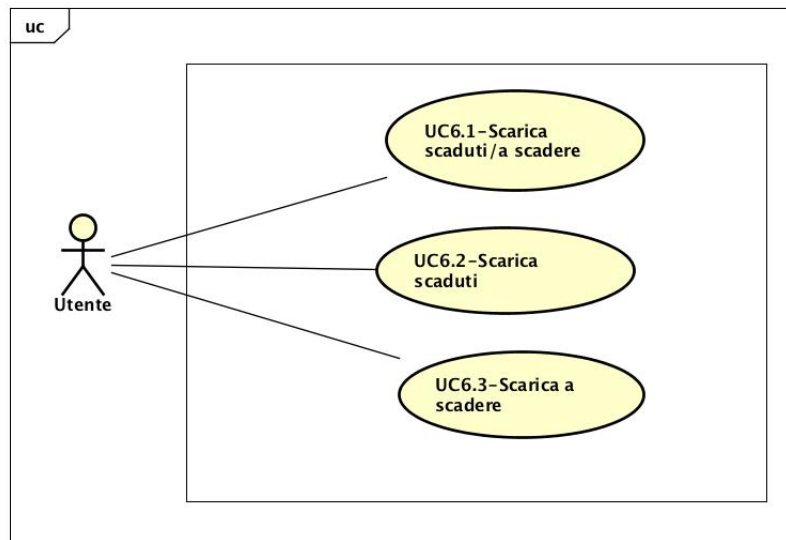 uc
UC6.1-Scarica
scaduti/a scadere
UC6.2-Scarica
scaduti
Utente
UC6.3-Scarica a
scadere